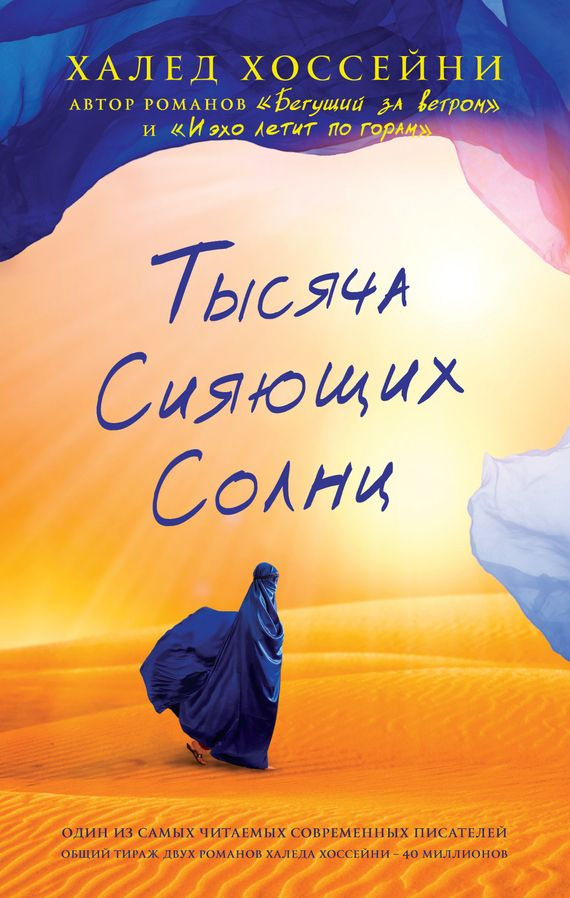 ХАЛЕД ХОССЕЙНИ
АВТОР РОМАНОВ «Бегущий за ветром»
И «И эхо летит по горам»
Тысяча
Сияющих
Солнц
ОДИН ИЗ САМЫХ ЧИТАЕМЫХ СОВРЕМЕННЫХ ПИСАТЕЛЕЙ
ОБЩИЙ ТИРАЖ ДВУХ РОМАНОВ ХАЛЕДА ХОССЕЙНИ – 40 МИЛЛИОНОВ